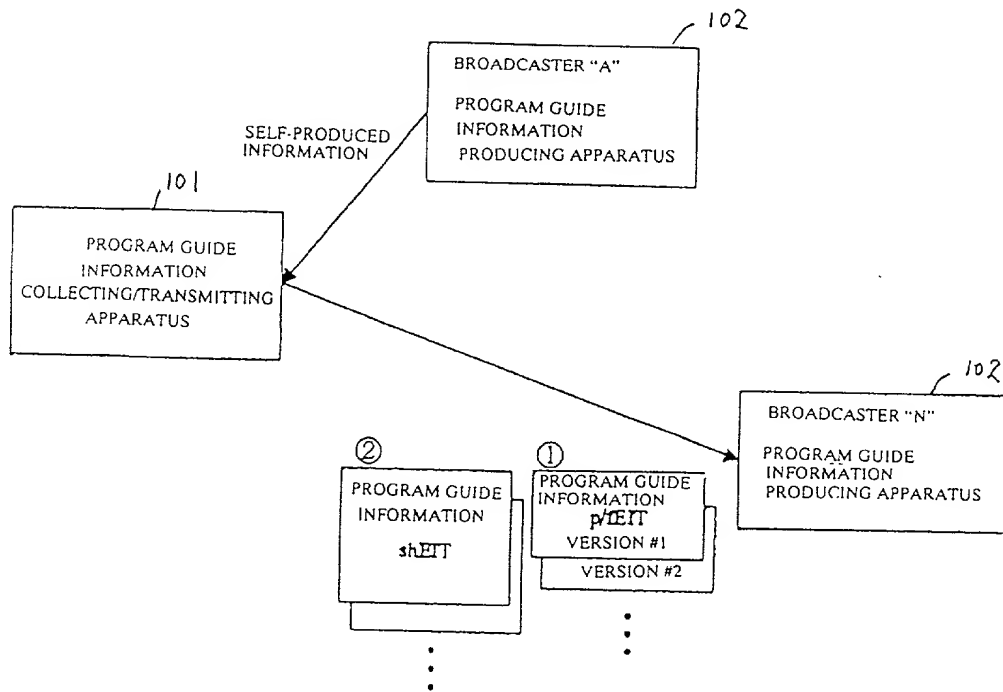 102
BROADCASTER "A"
PROGRAM GUIDE
INFORMATION
PRODUCING APPARATUS
SELF-PRODUCED
INFORMATION
101
PROGRAM GUIDE
INFORMATION
COLLECTING/TRANSMITTING
APPARATUS
102
BROADCASTER "N"
PROGRAM GUIDE
INFORMATION
PRODUCING APPARATUS
②
PROGRAM GUIDE
INFORMATION
shEIT
①
PROGRAM GUIDE
INFORMATION
p/fEIT
VERSION #1
VERSION #2